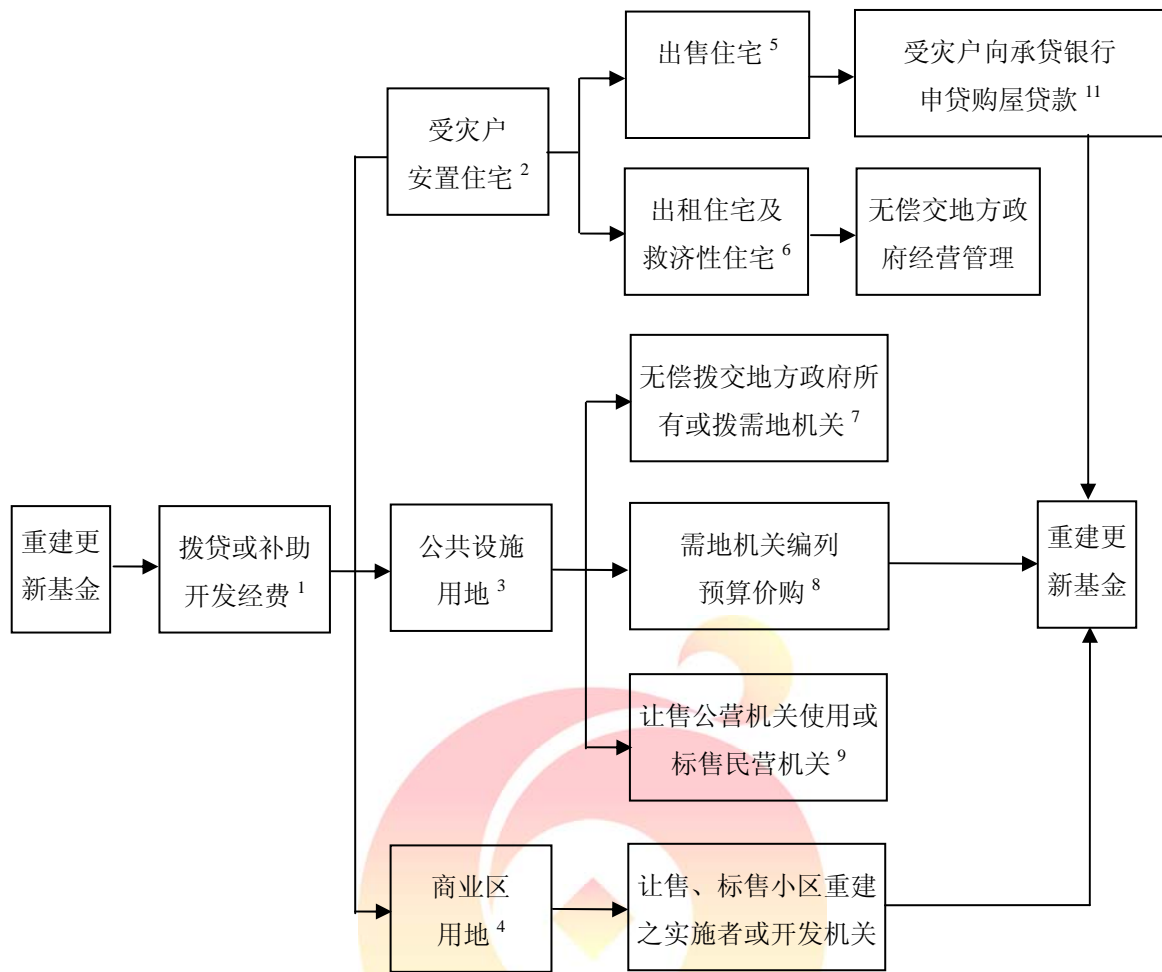 出售住宅 5
受灾户向承贷银行
申贷购屋贷款 11
受灾户
安置住宅 2
出租住宅及
救济性住宅 6
无偿交地方政
府经营管理
无偿拨交地方政府所
有或拨需地机关 7
重建更
新基金
拨贷或补助
开发经费 1
公共设施
用地 3
需地机关编列
预算价购 8
重建更
新基金
让售公营机关使用或
标售民营机关 9
商业区
用地 4
让售、标售小区重建
之实施者或开发机关